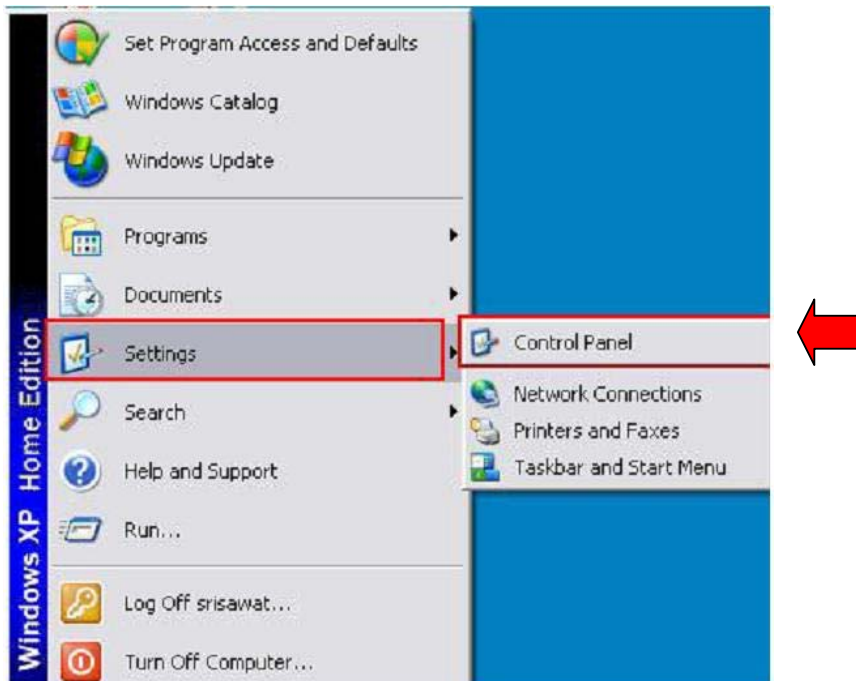 Set Program Access and Defaults
Windows Catalog
Windows Update
Programs
Documents
Settings
Search
Help and Support
Run...
Log Off srisawat...
Turn Off Computer...
Control Panel
Network Connections
Printers and Faxes
Taskbar and Start Menu
Windows XP Home Edition